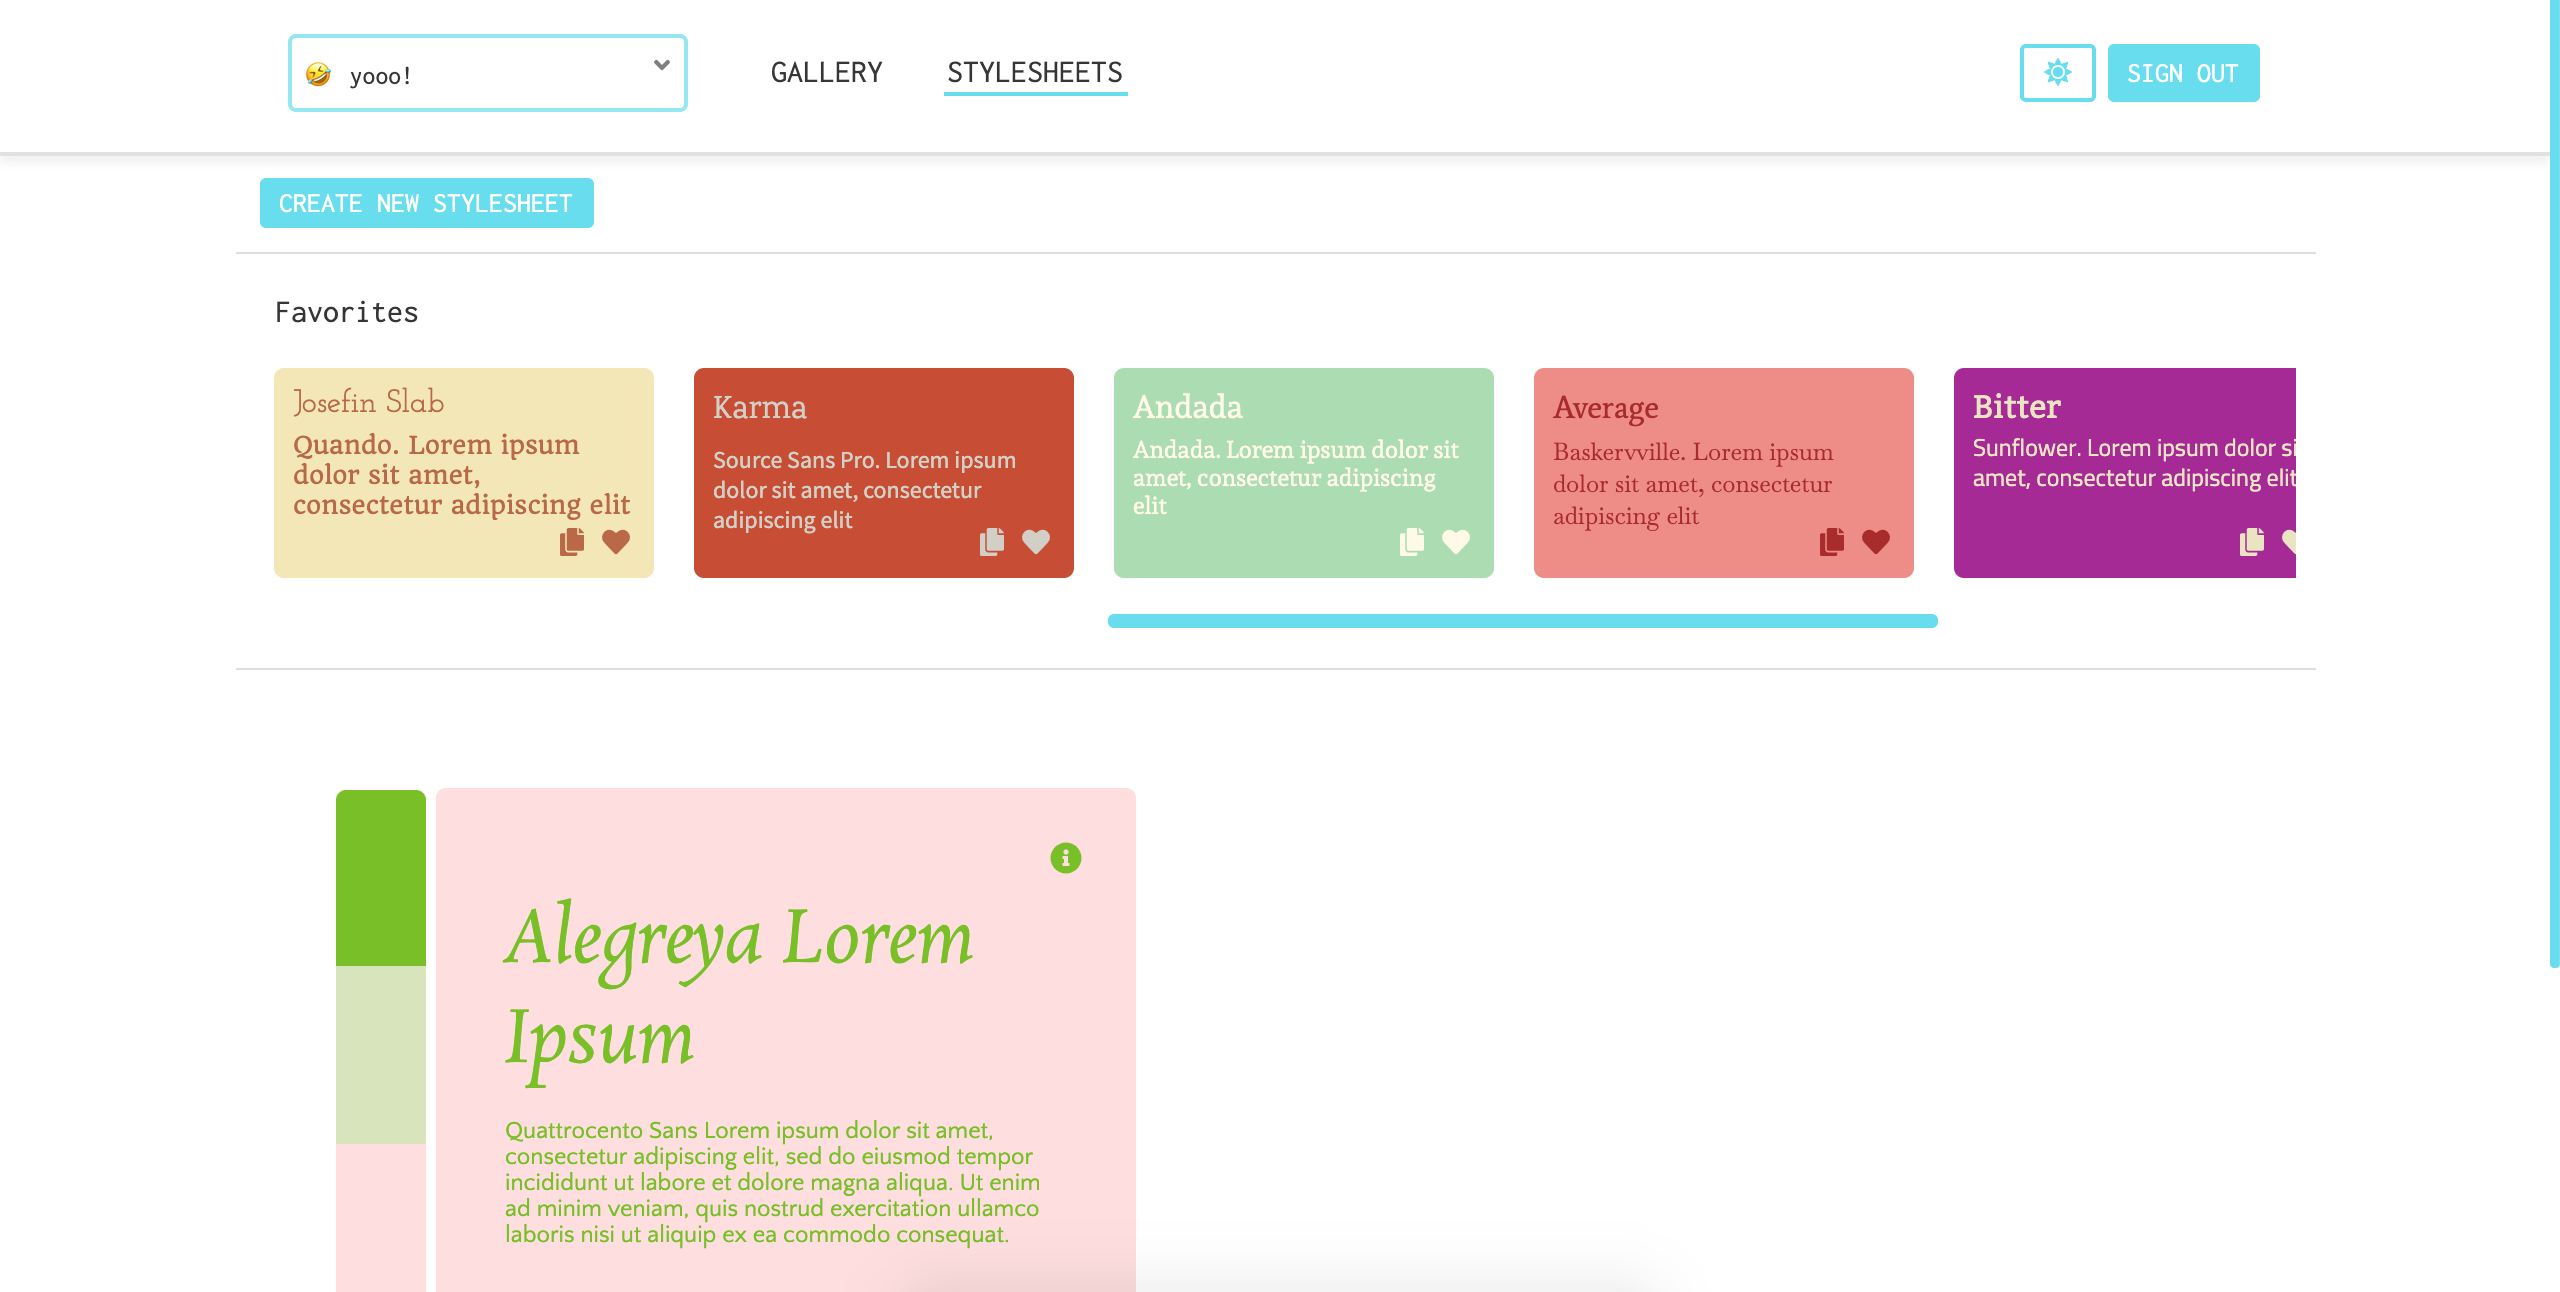 🤣 yooo!
GALLERY
STYLESHEETS
SIGN OUT
CREATE NEW STYLESHEET
Favorites
Josefin Slab
Quando. Lorem ipsum
dolor sit amet,
consectetur adipiscing elit
Karma
Source Sans Pro. Lorem ipsum
dolor sit amet, consectetur
adipiscing elit
Andada
Andada. Lorem ipsum dolor sit
amet, consectetur adipiscing
elit
Average
Baskervville. Lorem ipsum
dolor sit amet, consectetur
adipiscing elit
Bitter
Sunflower. Lorem ipsum dolor si
amet, consectetur adipiscing elit
Alegreya Lorem
Ipsum
Quattrocento Sans Lorem ipsum dolor sit amet,
consectetur adipiscing elit, sed do eiusmod tempor
incididunt ut labore et dolore magna aliqua. Ut enim
ad minim veniam, quis nostrud exercitation ullamco
laboris nisi ut aliquip ex ea commodo consequat.